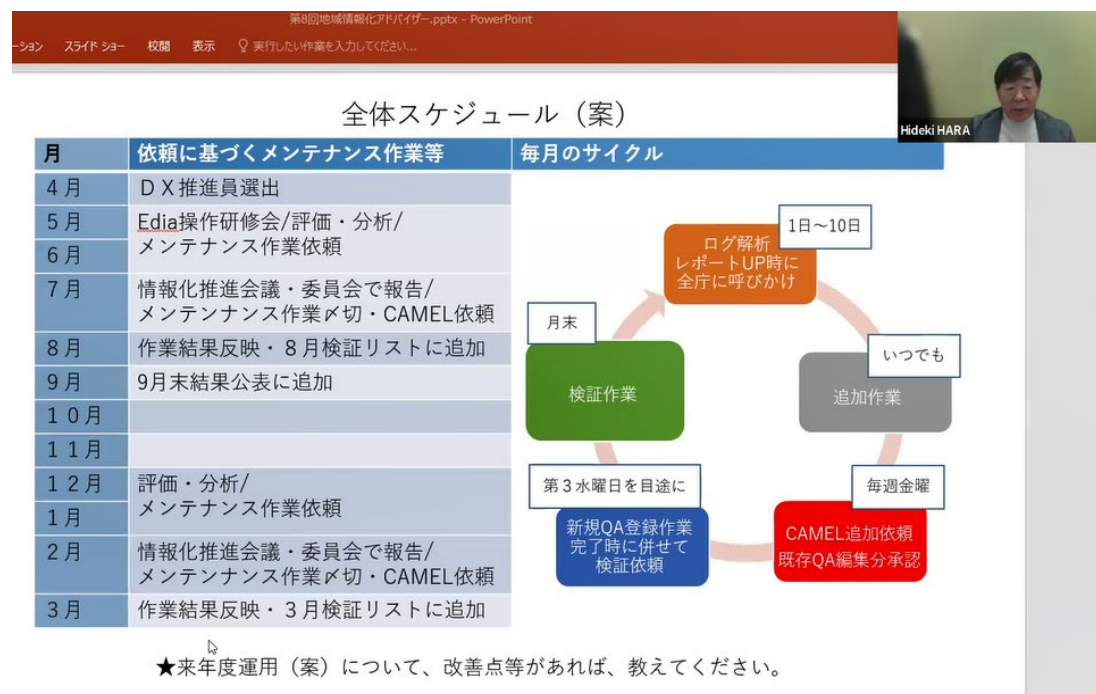 第8回地域情報化アドバイザー.pptx - PowerPoint
ーション スライド ショー 校閲 表示 実行したい作業を入力してください...
Hideki HARA
全体スケジュール（案）
月 依頼に基づくメンテナンス作業等 毎月のサイクル
4月 ＤＸ推進員選出
5月 Edia操作研修会/評価・分析/
6月 メンテナンス作業依頼
7月 情報化推進会議・委員会で報告/
メンテンナンス作業〆切・CAMEL依頼
8月 作業結果反映・８月検証リストに追加
9月 9月末結果公表に追加
１０月
１１月
１２月 評価・分析/
1月 メンテナンス作業依頼
2月 情報化推進会議・委員会で報告/
メンテンナンス作業〆切・CAMEL依頼
3月 作業結果反映・３月検証リストに追加
1日～10日
ログ解析
レポートUP時に
全庁に呼びかけ
いつでも
追加作業
毎週金曜
CAMEL追加依頼
既存QA編集分承認
第３水曜日を目途に
新規QA登録作業
完了時に併せて
検証依頼
月末
検証作業
★来年度運用（案）について、改善点等があれば、教えてください。